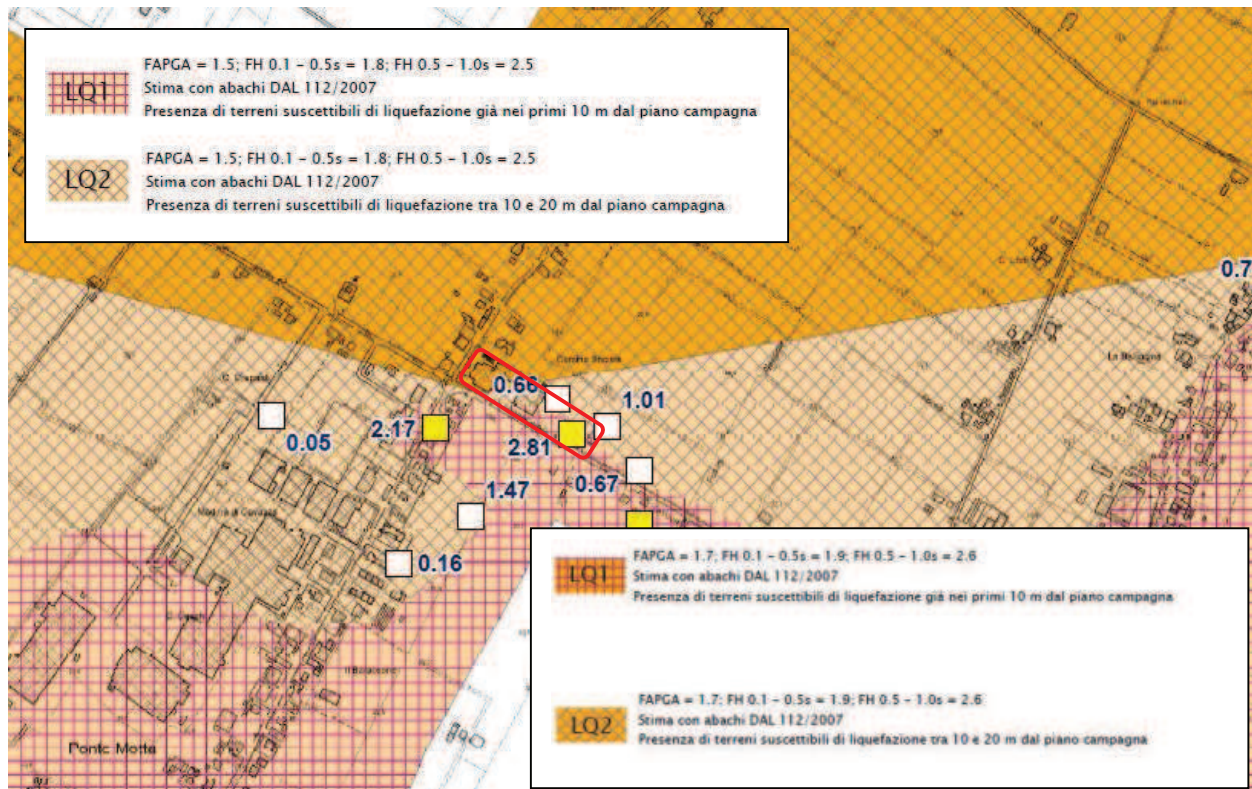 LQ1
FAPGA = 1.5; FH 0.1 – 0.5s = 1.8; FH 0.5 – 1.0s = 2.5
Stima con abachi DAL 112/2007
Presenza di terreni suscettibili di liquefazione già nei primi 10 m dal piano campagna
LQ2
FAPGA = 1.5; FH 0.1 – 0.5s = 1.8; FH 0.5 – 1.0s = 2.5
Stima con abachi DAL 112/2007
Presenza di terreni suscettibili di liquefazione tra 10 e 20 m dal piano campagna
0.7
0.66
1.01
0.05
2.17
2.81
0.67
1.47
0.16
Ponte Motta
LQ1
FAPGA = 1.7; FH 0.1 – 0.5s = 1.9; FH 0.5 – 1.0s = 2.6
Stima con abachi DAL 112/2007
Presenza di terreni suscettibili di liquefazione già nei primi 10 m dal piano campagna
LQ2
FAPGA = 1.7; FH 0.1 – 0.5s = 1.9; FH 0.5 – 1.0s = 2.6
Stima con abachi DAL 112/2007
Presenza di terreni suscettibili di liquefazione tra 10 e 20 m dal piano campagna